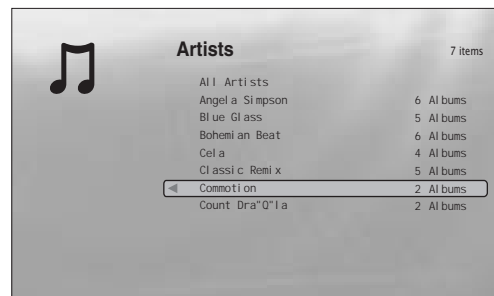 Artists
7 items
All Artists
Angela Simpson 6 Albums
Blue Glass 5 Albums
Bohemian Beat 6 Albums
Cela 4 Albums
Classic Remix 5 Albums
Commotion 2 Albums
Count Dra"Q"la 2 Albums